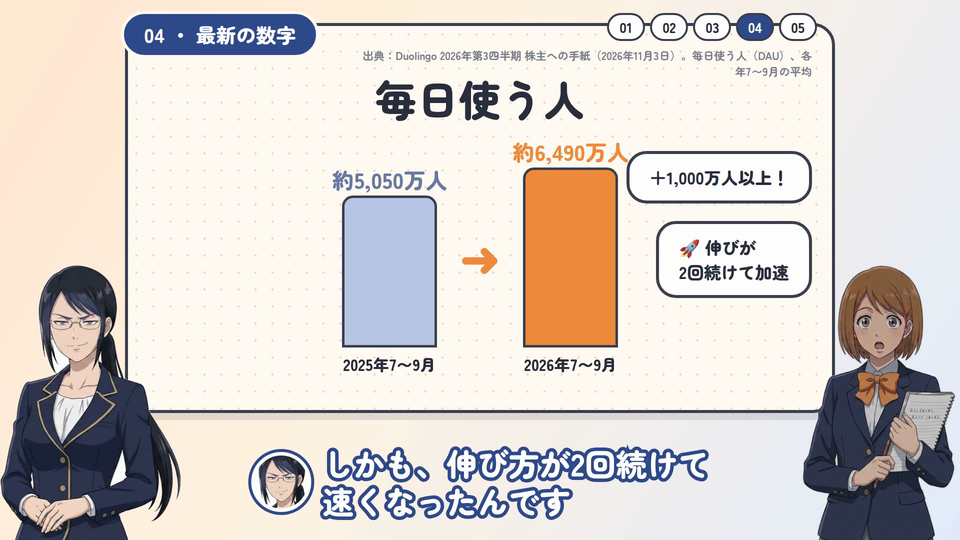 04 ・ 最新の数字
01 02 03 04 05
出典：Duolingo 2026年第3四半期 株主への手紙（2026年11月3日）。毎日使う人（DAU）、各
年7〜9月の平均
毎日使う人
約5,050万人
約6,490万人
＋1,000万人以上！
🚀 伸びが
2回続けて加速
2025年7〜9月
2026年7〜9月
しかも、伸び方が2回続けて
速くなったんです